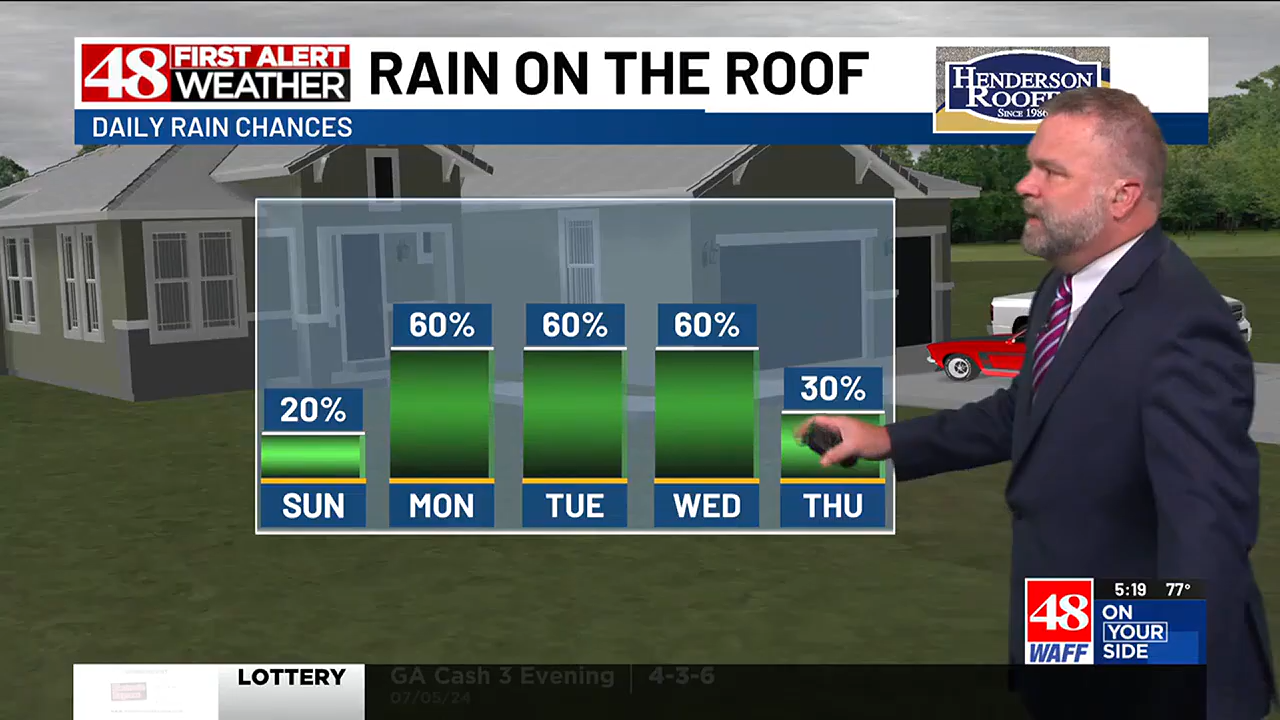 48 FIRST ALERT WEATHER
RAIN ON THE ROOF
HENDERSON
SINCE 1986
DAILY RAIN CHANCES
20% 60% 60% 60% 30%
SUN MON TUE WED THU
5:19 77°
48 WAFF
ON YOUR SIDE
LOTTERY
GA Cash 3 Evening 4-3-6
07/05/24